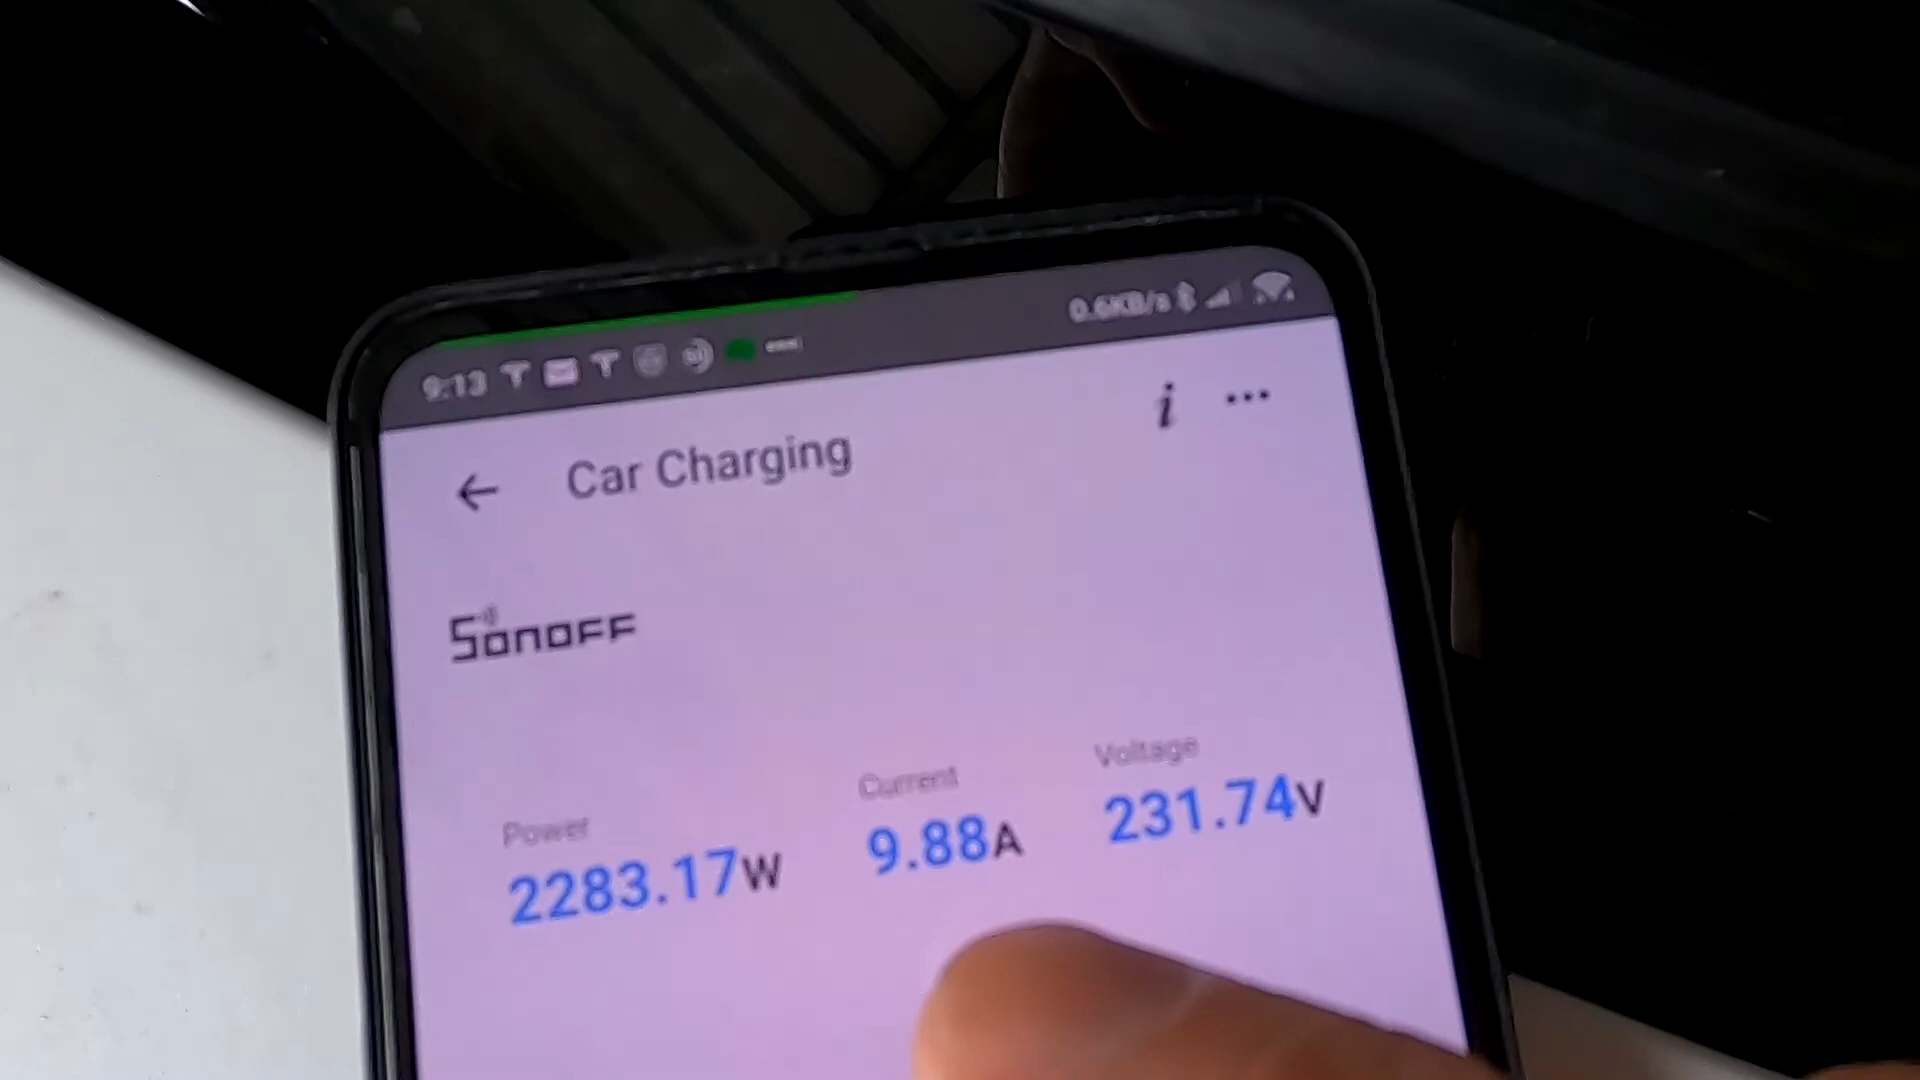 9:13 0.6KB/s
Car Charging i ...
SONOFF
Power Current Voltage
2283.17W 9.88A 231.74V